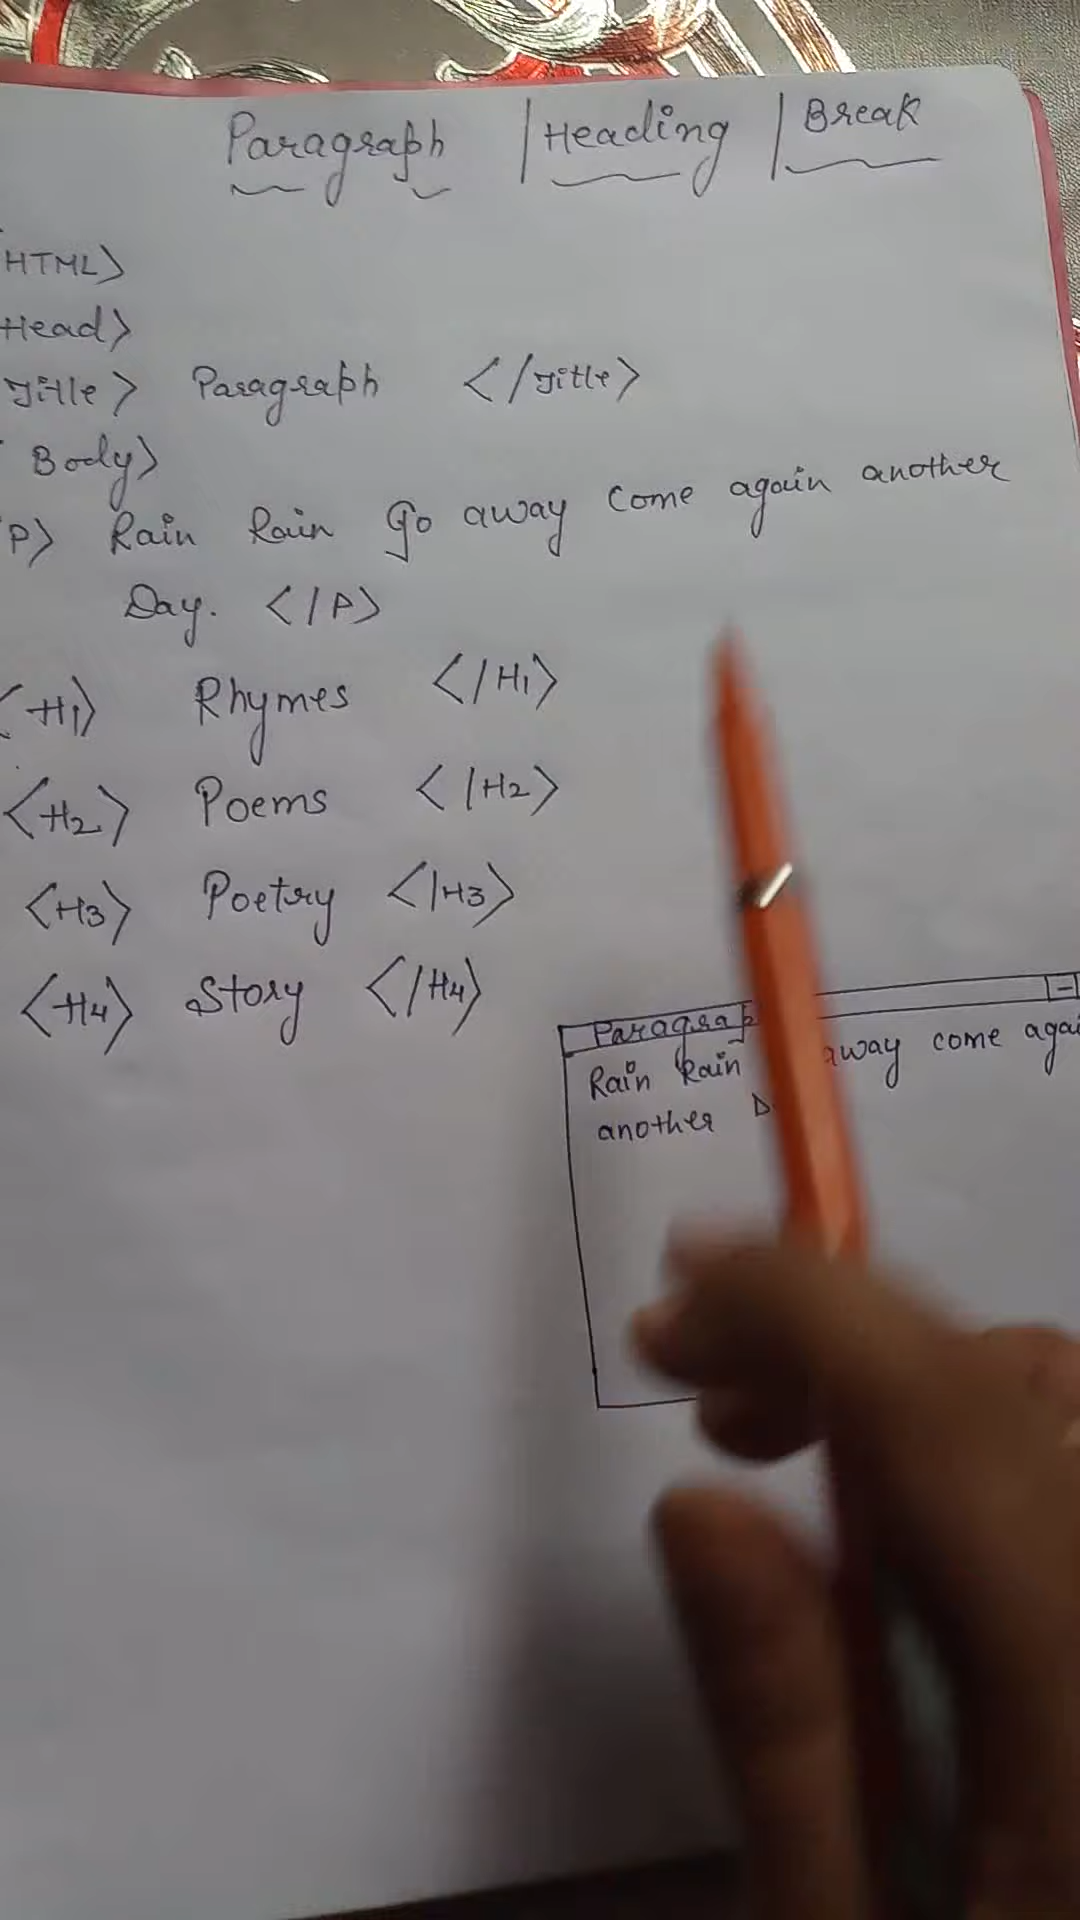 Paragraph | Heading | Break
HTML>
Head>
Title> Paragraph </Title>
Body>
P> Rain Rain Go away Come again another
Day. </P>
<H1> Rhymes </H1>
<H2> Poems </H2>
<H3> Poetry </H3>
<H4> Story </H4>
Paragrap
Rain Rain away come agai
another D